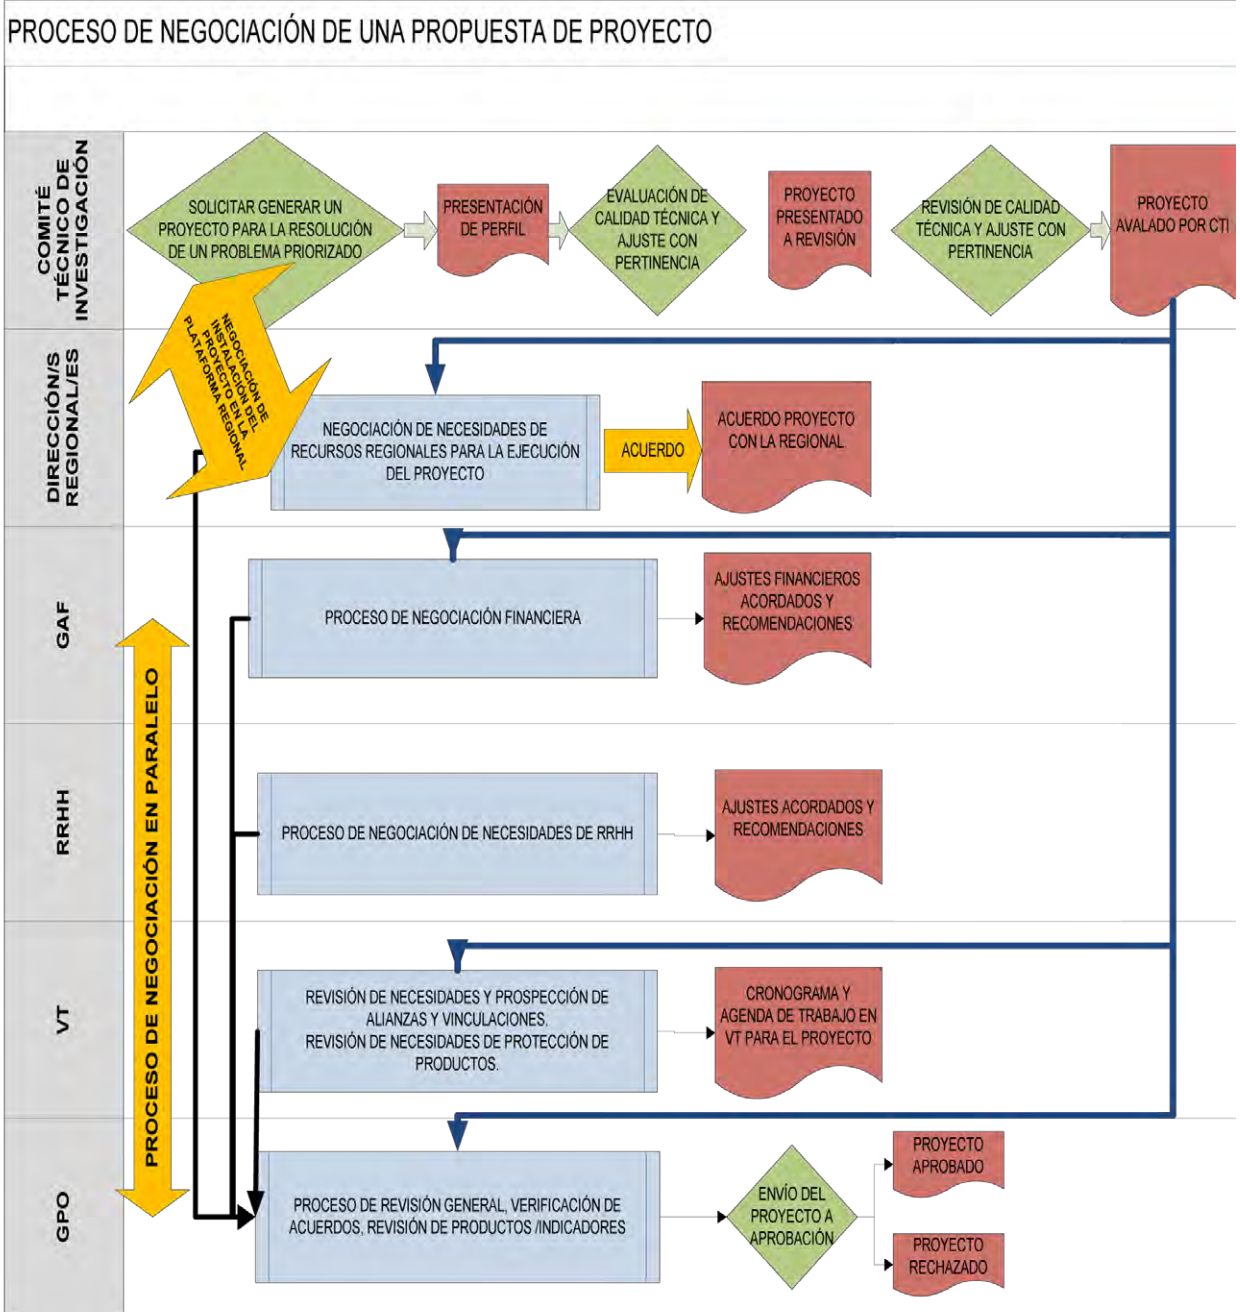 PROCESO DE NEGOCIACIÓN DE UNA PROPUESTA DE PROYECTO
COMITÉ
TÉCNICO DE
INVESTIGACIÓN
SOLICITAR GENERAR UN
PROYECTO PARA LA RESOLUCIÓN
DE UN PROBLEMA PRIORIZADO
PRESENTACIÓN
DE PERFIL
EVALUACIÓN DE
CALIDAD TÉCNICA Y
AJUSTE CON
PERTINENCIA
PROYECTO
PRESENTADO
A REVISIÓN
REVISIÓN DE CALIDAD
TÉCNICA Y AJUSTE CON
PERTINENCIA
PROYECTO
AVALADO POR CTI
NEGOCIACIÓN DE
INSTALACIÓN DEL
PROYECTO EN LA
PLATAFORMA REGIONAL
DIRECCIÓN/S
REGIONAL/ES
NEGOCIACIÓN DE NECESIDADES DE
RECURSOS REGIONALES PARA LA EJECUCIÓN
DEL PROYECTO
ACUERDO
ACUERDO PROYECTO
CON LA REGIONAL
PROCESO DE NEGOCIACIÓN EN PARALELO
GAF
PROCESO DE NEGOCIACIÓN FINANCIERA
AJUSTES FINANCIEROS
ACORDADOS Y
RECOMENDACIONES
RRHH
PROCESO DE NEGOCIACIÓN DE NECESIDADES DE RRHH
AJUSTES ACORDADOS Y
RECOMENDACIONES
VT
REVISIÓN DE NECESIDADES Y PROSPECCIÓN DE
ALIANZAS Y VINCULACIONES.
REVISIÓN DE NECESIDADES DE PROTECCIÓN DE
PRODUCTOS.
CRONOGRAMA Y
AGENDA DE TRABAJO EN
VT PARA EL PROYECTO
GPO
PROCESO DE REVISIÓN GENERAL, VERIFICACIÓN DE
ACUERDOS, REVISIÓN DE PRODUCTOS /INDICADORES
ENVÍO DEL
PROYECTO A
APROBACIÓN
PROYECTO
APROBADO
PROYECTO
RECHAZADO